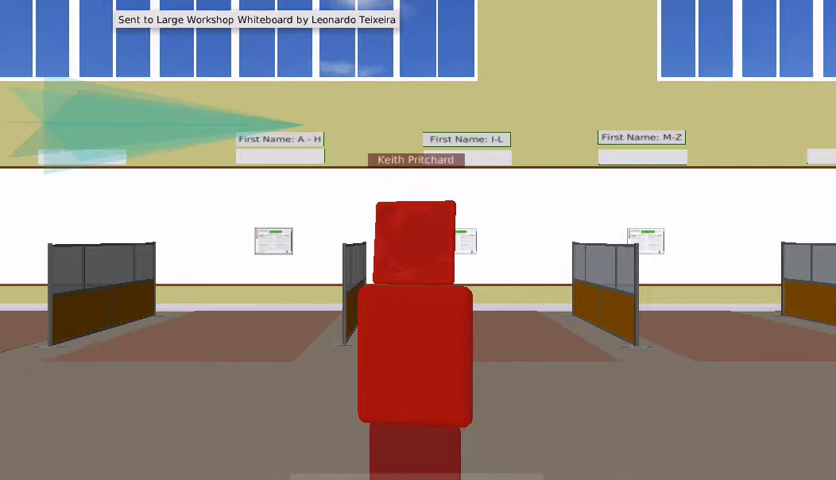 Sent to Large Workshop Whiteboard by Leonardo Teixeira
First Name: A - H
First Name: I-L
First Name: M-Z
Keith Pritchard